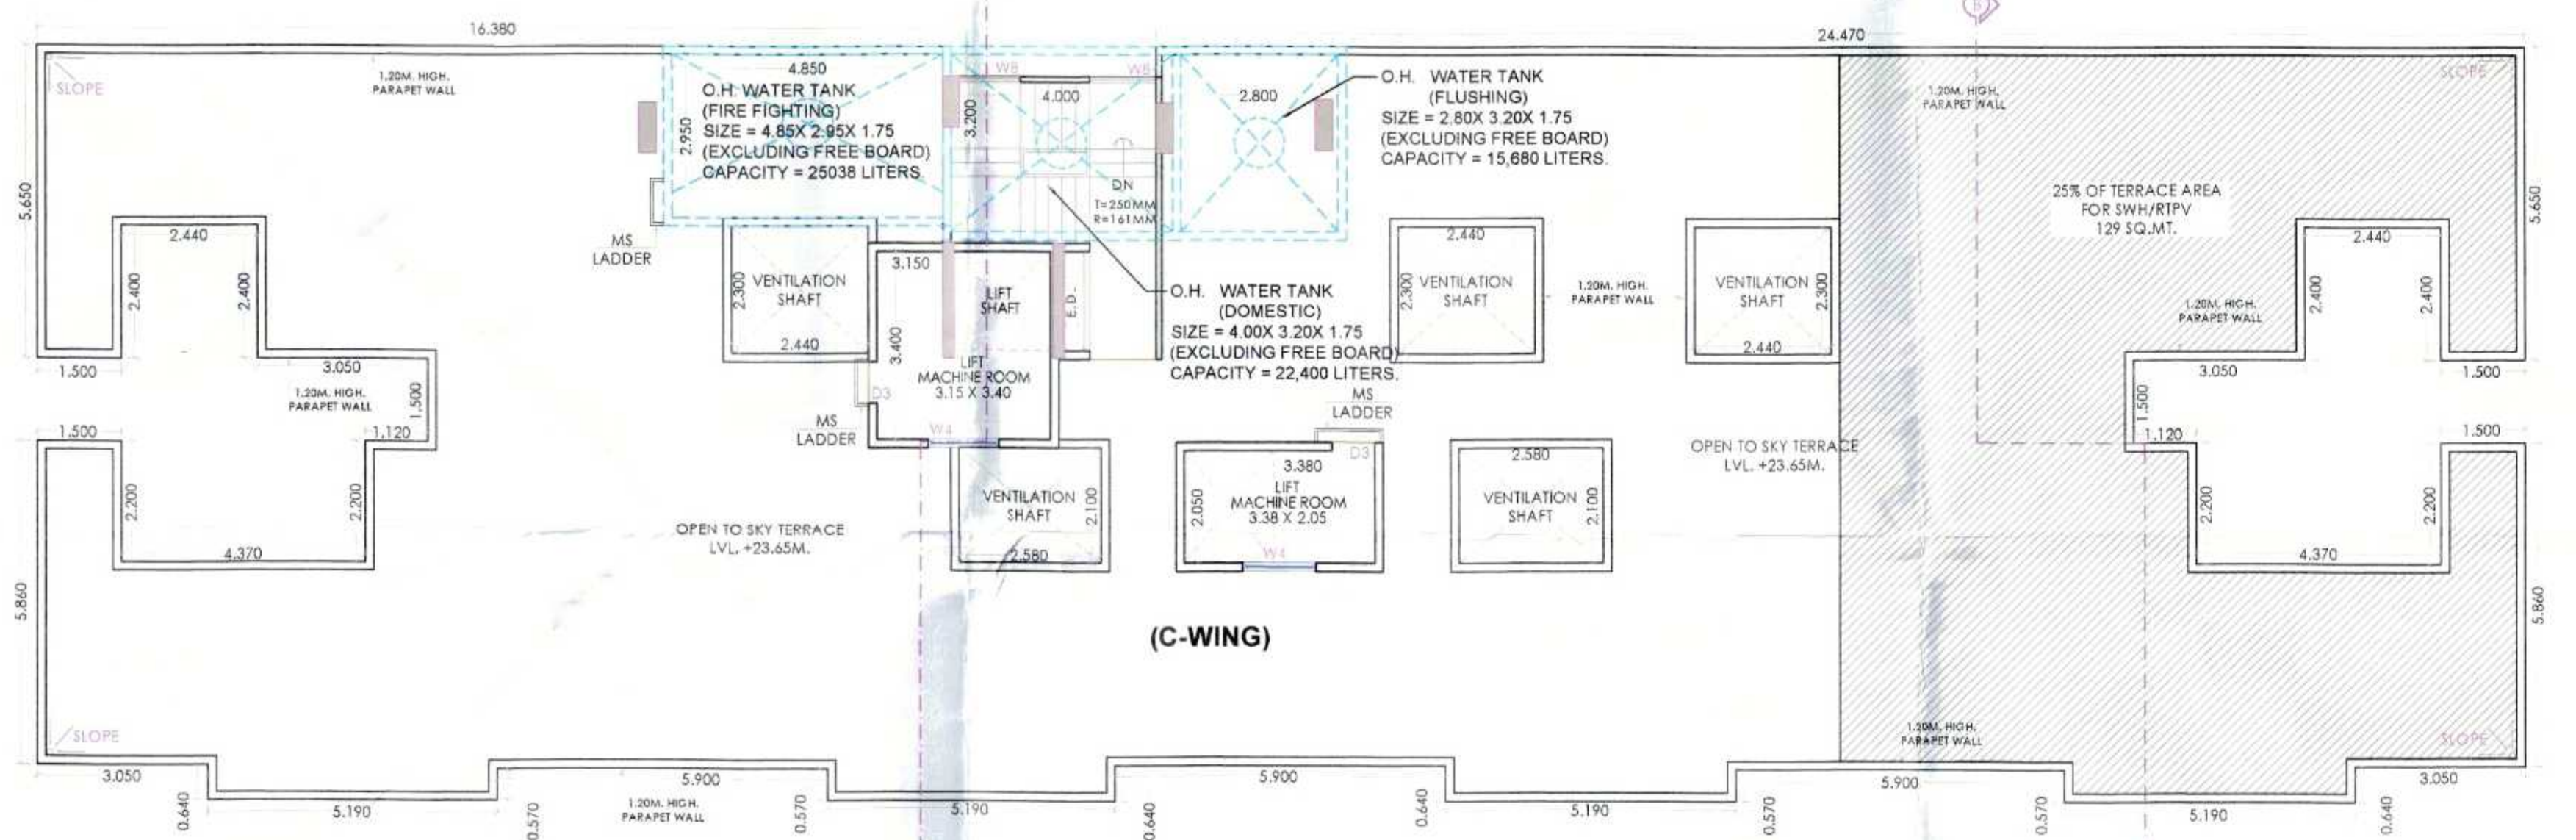 16.380
24.470
B
SLOPE
1.20M. HIGH.
PARAPET WALL
4.850
O.H. WATER TANK
(FIRE FIGHTING)
SIZE = 4.85X 2.95X 1.75
(EXCLUDING FREE BOARD)
CAPACITY = 25038 LITERS
2.950
W8
W8
4.000
3.200
2.800
O.H. WATER TANK
(FLUSHING)
SIZE = 2.80X 3.20X 1.75
(EXCLUDING FREE BOARD)
CAPACITY = 15,680 LITERS.
1.20M. HIGH.
PARAPET WALL
SLOPE
5.650
25% OF TERRACE AREA
FOR SWH/RTPV
129 SQ.MT.
5.650
DN
T=250MM
R=161MM
MS
LADDER
2.440
2.400
2.400
3.050
1.500
1.20M. HIGH.
PARAPET WALL
1.500
1.500
1.120
2.200
2.200
4.370
VENTILATION
SHAFT
2.300
2.440
3.150
3.400
LIFT
SHAFT
E.D.
LIFT
MACHINE ROOM
3.15 X 3.40
D3
W4
MS
LADDER
O.H. WATER TANK
(DOMESTIC)
SIZE = 4.00X 3.20X 1.75
(EXCLUDING FREE BOARD)
CAPACITY = 22,400 LITERS.
MS
LADDER
2.440
2.300
VENTILATION
SHAFT
1.20M. HIGH.
PARAPET WALL
VENTILATION
SHAFT
2.300
2.440
1.20M. HIGH.
PARAPET WALL
2.440
2.400
2.400
3.050
1.500
1.500
1.120
1.500
2.200
2.200
4.370
OPEN TO SKY TERRACE
LVL. +23.65M.
VENTILATION
SHAFT
2.100
2.580
3.380
D3
2.050
LIFT
MACHINE ROOM
3.38 X 2.05
W4
2.580
VENTILATION
SHAFT
2.100
OPEN TO SKY TERRACE
LVL. +23.65M.
5.860
5.860
(C-WING)
SLOPE
1.20M. HIGH.
PARAPET WALL
SLOPE
3.050
0.640
5.190
0.570
5.900
1.20M. HIGH.
PARAPET WALL
0.570
5.190
0.640
5.900
0.640
5.190
0.570
5.900
0.570
5.190
0.640
3.050